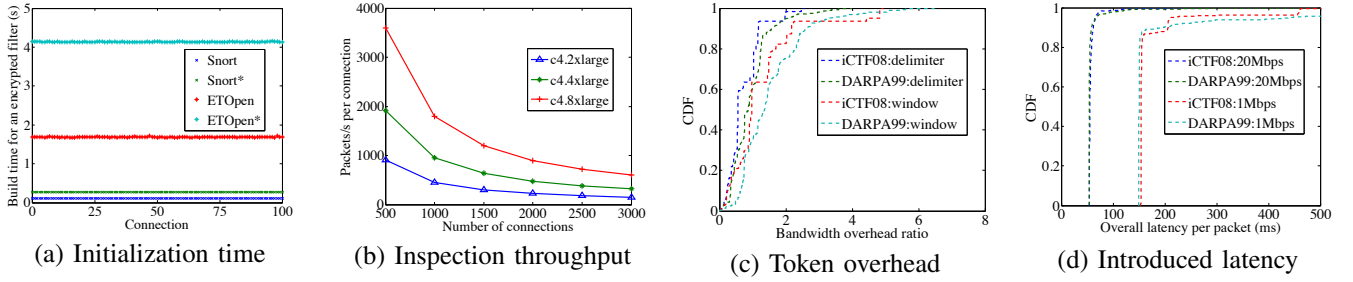 Build time for an encrypted filter (s)
5
4
3
2
1
0
0 25 50 75 100
Connection
Snort
Snort*
ETOpen
ETOpen*
(a) Initialization time
Packets/s per connection
4000
3000
2000
1000
500 1000 1500 2000 2500 3000
Number of connections
c4.2xlarge
c4.4xlarge
c4.8xlarge
(b) Inspection throughput
CDF
1
0.8
0.6
0.4
0.2
0
0 2 4 6 8
Bandwidth overhead ratio
iCTF08:delimiter
DARPA99:delimiter
iCTF08:window
DARPA99:window
(c) Token overhead
CDF
1
0.8
0.6
0.4
0.2
0
0 100 200 300 400 500
Overall latency per packet (ms)
iCTF08:20Mbps
DARPA99:20Mbps
iCTF08:1Mbps
DARPA99:1Mbps
(d) Introduced latency